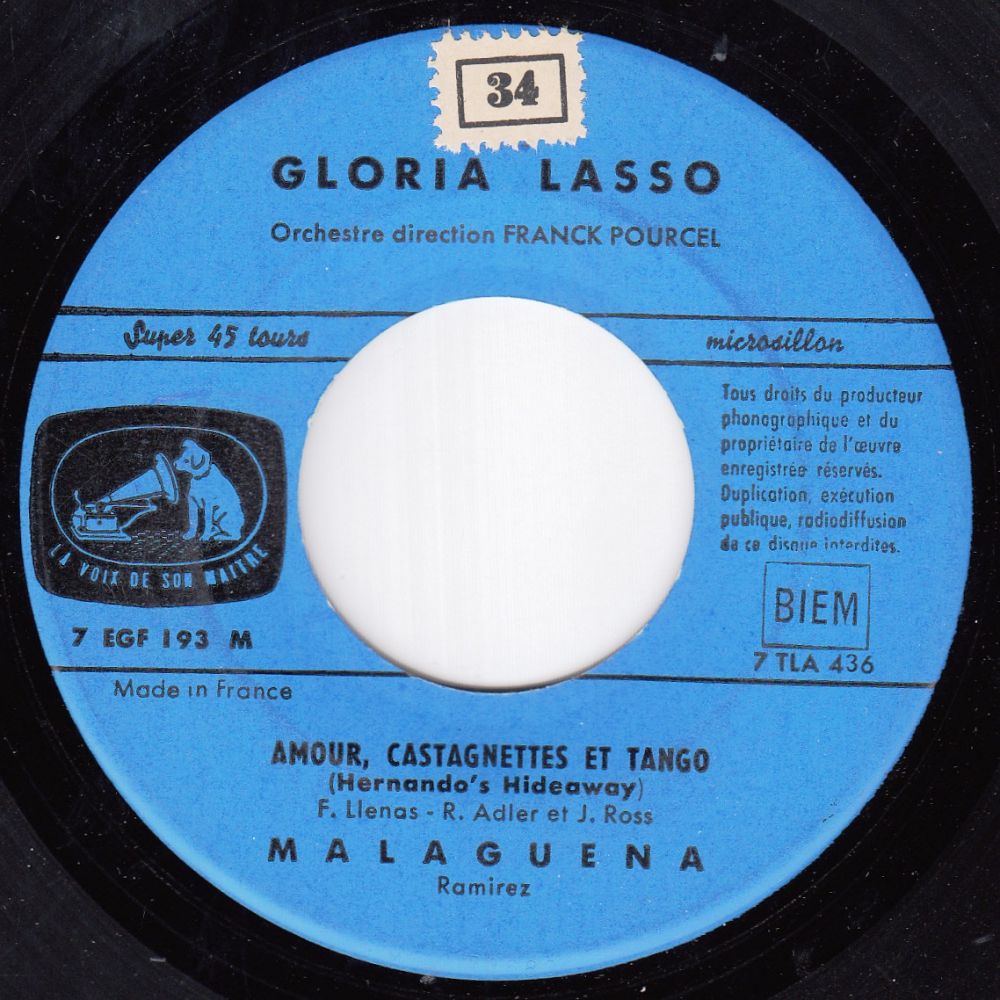 34
GLORIA LASSO
Orchestre direction FRANCK POURCEL
Super 45 tours
microsillon
Tous droits du producteur
phonographique et du
propriétaire de l'œuvre
enregistrée réservés.
Duplication, exécution
publique, radiodiffusion
de ce disque interdites.
LA VOIX DE SON MAITRE
BIEM
7 EGF 193 M
7 TLA 436
Made in France
AMOUR, CASTAGNETTES ET TANGO
(Hernando's Hideaway)
F. Llenas - R. Adler et J. Ross
MALAGUENA
Ramirez